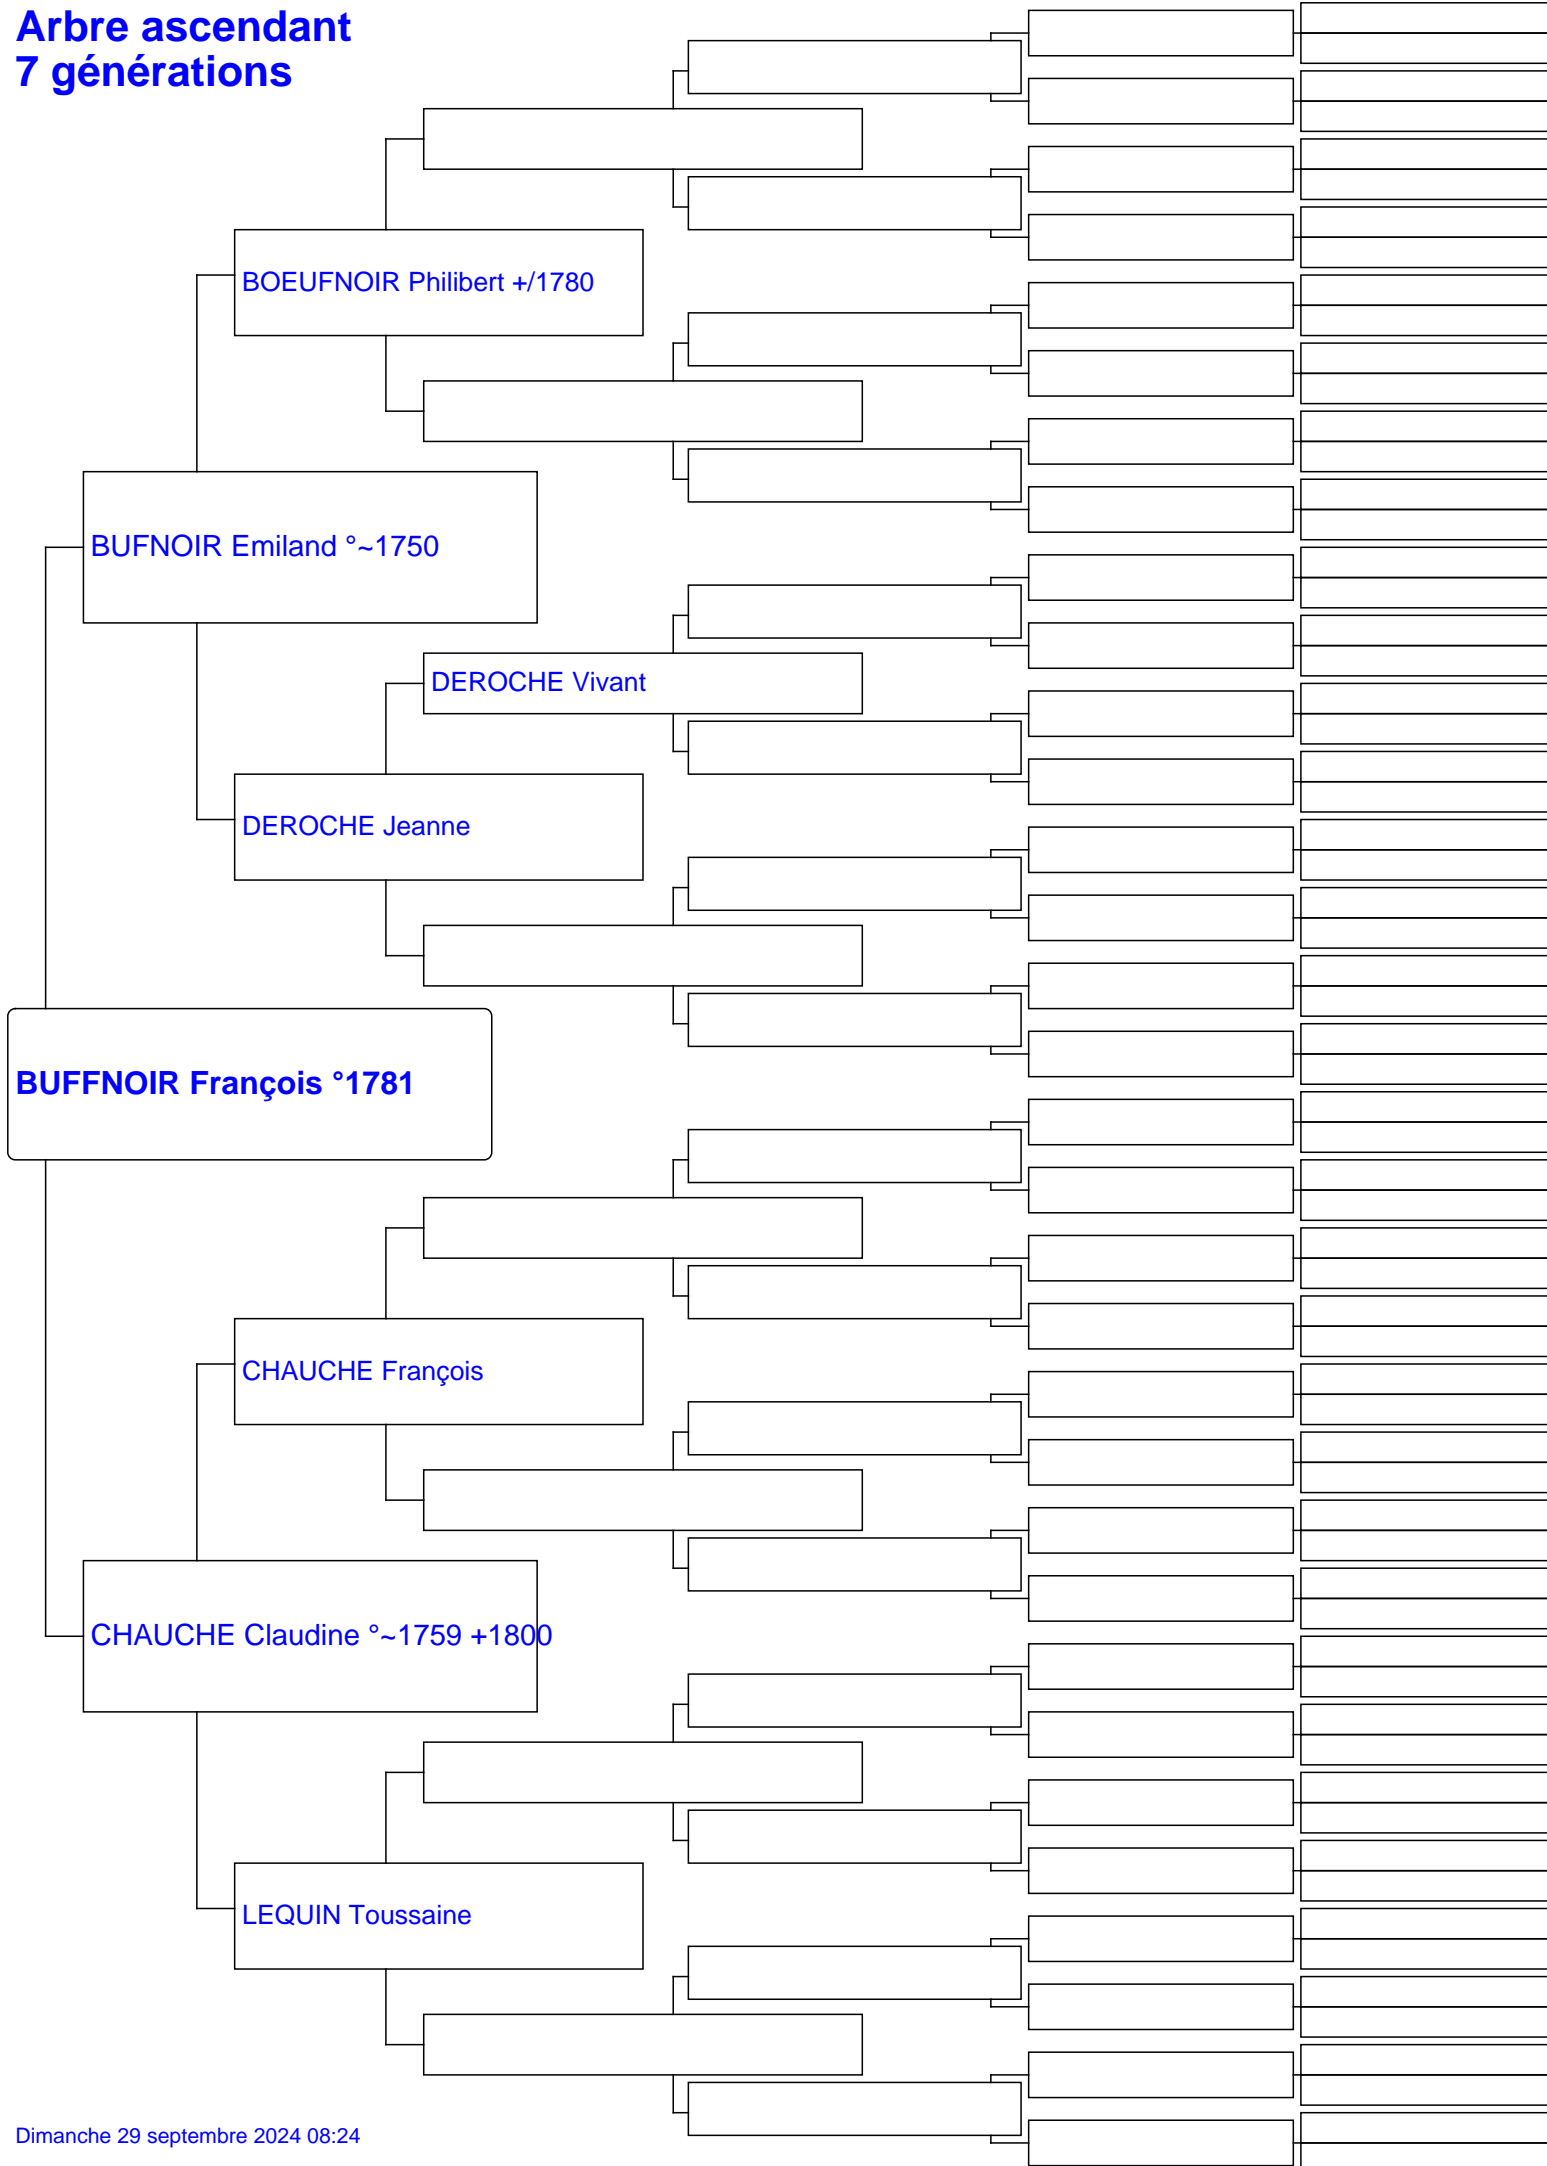 Arbre ascendant
7 générations
BOEUFNOIR Philibert +/1780
BUFNOIR Emiland °~1750
DEROCHE Vivant
DEROCHE Jeanne
BUFFNOIR François °1781
CHAUCHE François
CHAUCHE Claudine °~1759 +1800
LEQUIN Toussaine
Dimanche 29 septembre 2024 08:24